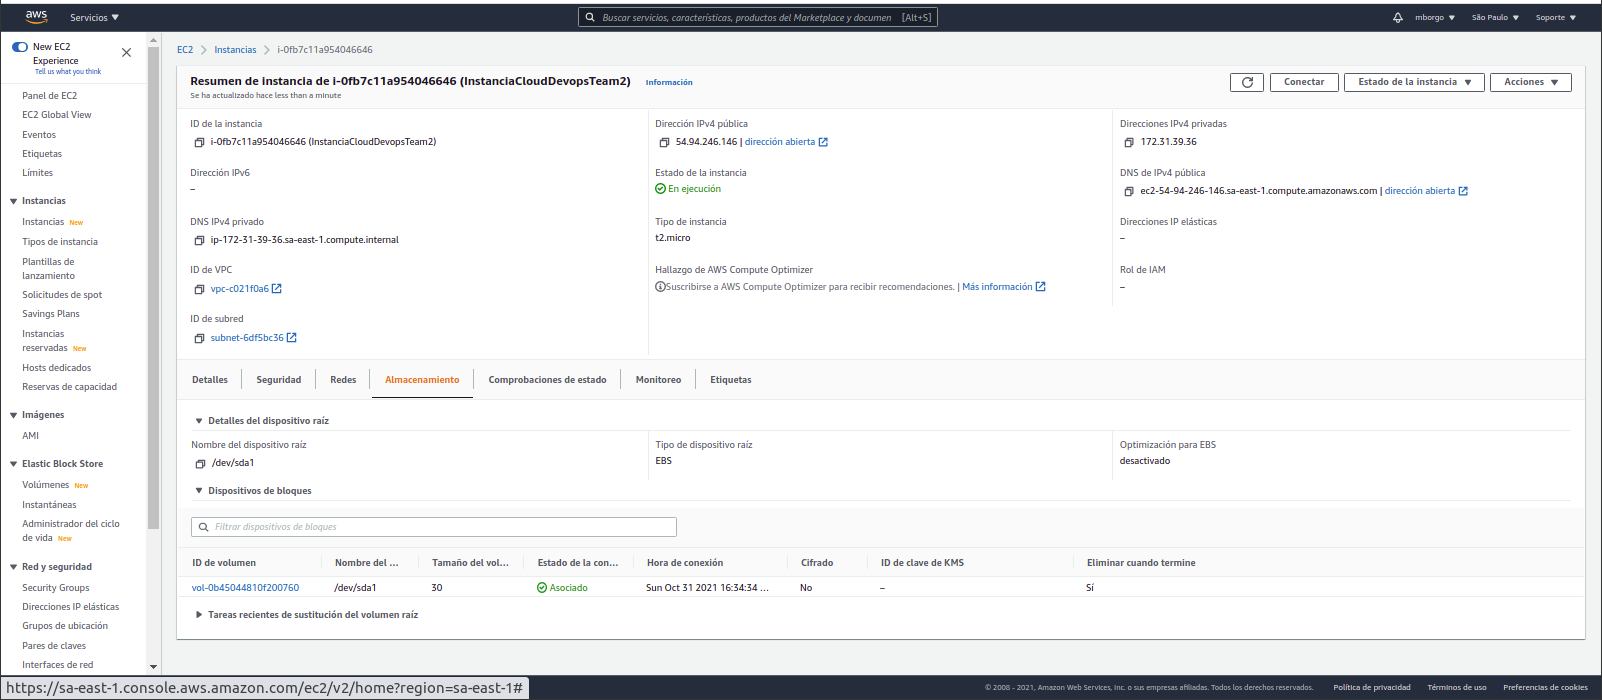 aws
Servicios
Buscar servicios, características, productos del Marketplace y documen [Alt+S]
mborgo
São Paulo
Soporte
New EC2
Experience
Tell us what you think
Panel de EC2
EC2 Global View
Eventos
Etiquetas
Límites
Instancias
Instancias New
Tipos de instancia
Plantillas de
lanzamiento
Solicitudes de spot
Savings Plans
Instancias
reservadas New
Hosts dedicados
Reservas de capacidad
Imágenes
AMI
Elastic Block Store
Volúmenes New
Instantáneas
Administrador del ciclo
de vida New
Red y seguridad
Security Groups
Direcciones IP elásticas
Grupos de ubicación
Pares de claves
Interfaces de red
EC2 > Instancias > i-0fb7c11a954046646
Resumen de instancia de i-0fb7c11a954046646 (InstanciaCloudDevopsTeam2) Información
Se ha actualizado hace less than a minute
Conectar
Estado de la instancia
Acciones
ID de la instancia
i-0fb7c11a954046646 (InstanciaCloudDevopsTeam2)
Dirección IPv4 pública
54.94.246.146 | dirección abierta
Direcciones IPv4 privadas
172.31.39.36
Dirección IPv6
–
Estado de la instancia
En ejecución
DNS de IPv4 pública
ec2-54-94-246-146.sa-east-1.compute.amazonaws.com | dirección abierta
DNS IPv4 privado
ip-172-31-39-36.sa-east-1.compute.internal
Tipo de instancia
t2.micro
Direcciones IP elásticas
–
ID de VPC
vpc-c021f0a6
Hallazgo de AWS Compute Optimizer
Suscribirse a AWS Compute Optimizer para recibir recomendaciones. | Más información
Rol de IAM
–
ID de subred
subnet-6df5bc36
Detalles
Seguridad
Redes
Almacenamiento
Comprobaciones de estado
Monitoreo
Etiquetas
Detalles del dispositivo raíz
Nombre del dispositivo raíz
/dev/sda1
Tipo de dispositivo raíz
EBS
Optimización para EBS
desactivado
Dispositivos de bloques
Filtrar dispositivos de bloques
ID de volumen Nombre del ... Tamaño del vol... Estado de la con... Hora de conexión Cifrado ID de clave de KMS Eliminar cuando termine
vol-0b45044810f200760 /dev/sda1 30 Asociado Sun Oct 31 2021 16:34:34 ... No – Sí
Tareas recientes de sustitución del volumen raíz
https://sa-east-1.console.aws.amazon.com/ec2/v2/home?region=sa-east-1#
© 2008 - 2021, Amazon Web Services, Inc. o sus empresas afiliadas. Todos los derechos reservados.
Política de privacidad
Términos de uso
Preferencias de cookies